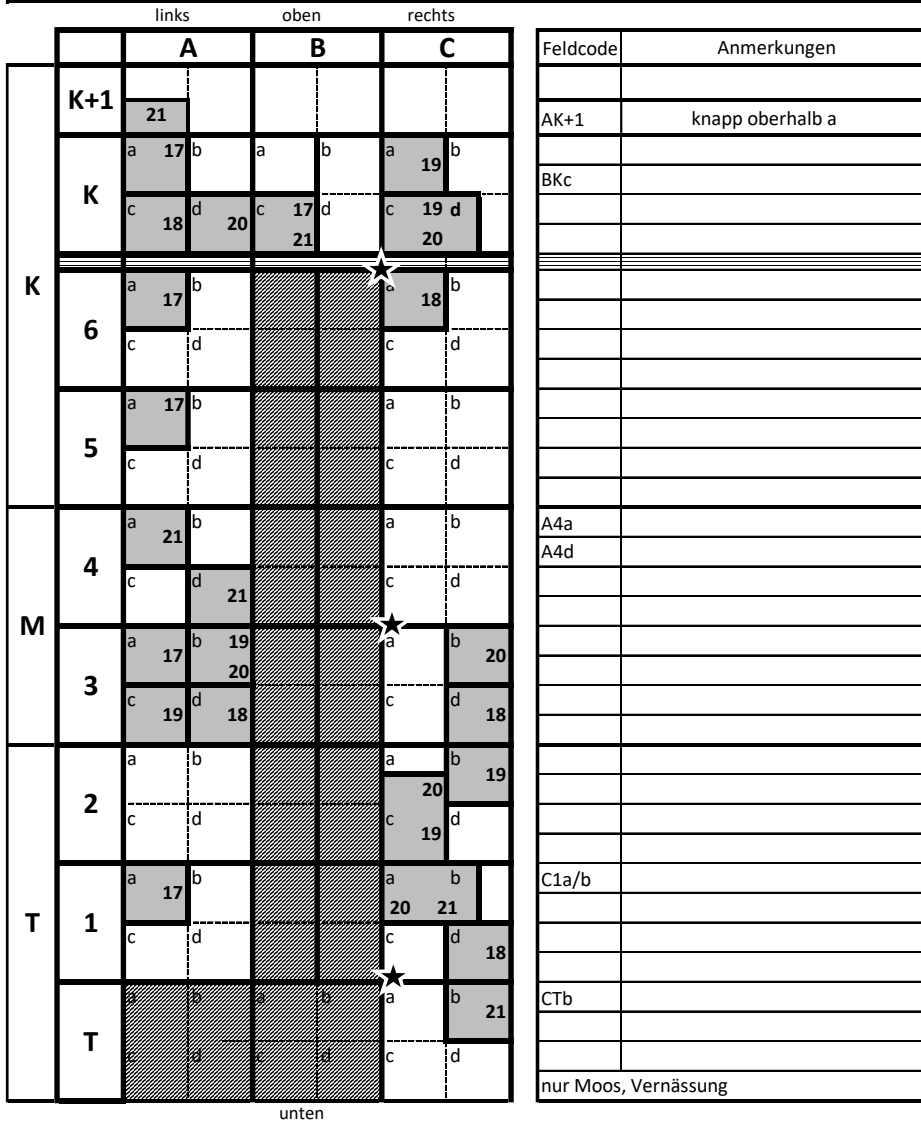 links oben rechts
A B C Feldcode Anmerkungen
K+1
21 AK+1 knapp oberhalb a
a 17 b a b a 19 b
K BKc
c 18 d 20 c 17 d c 19 d
21 20
K
a 17 b a 18 b
6
c d c d
a 17 b a b
5
c d c d
a 21 b a b A4a
4 A4d
c d 21 c d
M
a 17 b 19 a b 20
20
3
c 19 d 18 c d 18
a b a b 19
20
2
c d c 19 d
a 17 b a b C1a/b
20 21
T 1
c d c d 18
a b a b a b 21 CTb
T
c d c d c d
nur Moos, Vernässung
unten